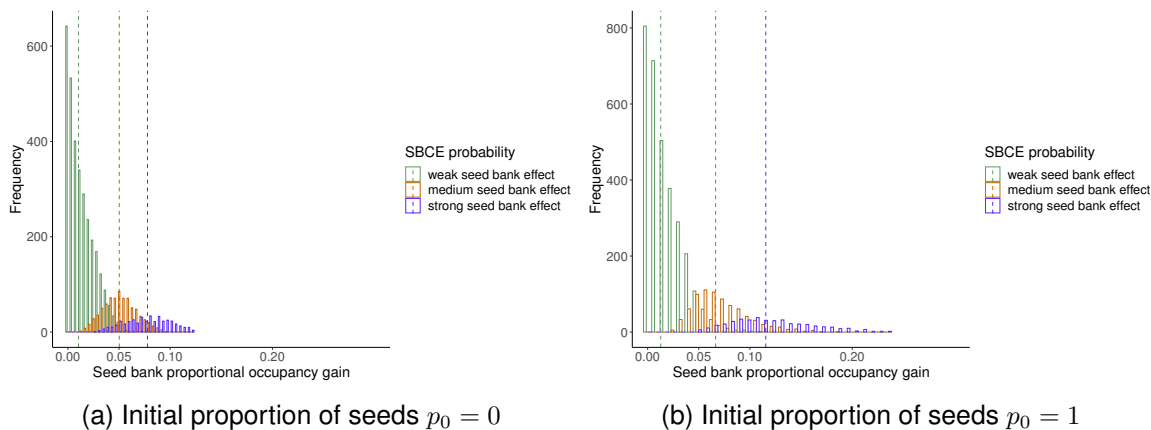 600
400
200
0
Frequency
0.00 0.05 0.10 0.20
Seed bank proportional occupancy gain
SBCE probability
weak seed bank effect
medium seed bank effect
strong seed bank effect
(a) Initial proportion of seeds p₀ = 0
800
600
400
200
0
Frequency
0.00 0.05 0.10 0.20
Seed bank proportional occupancy gain
SBCE probability
weak seed bank effect
medium seed bank effect
strong seed bank effect
(b) Initial proportion of seeds p₀ = 1